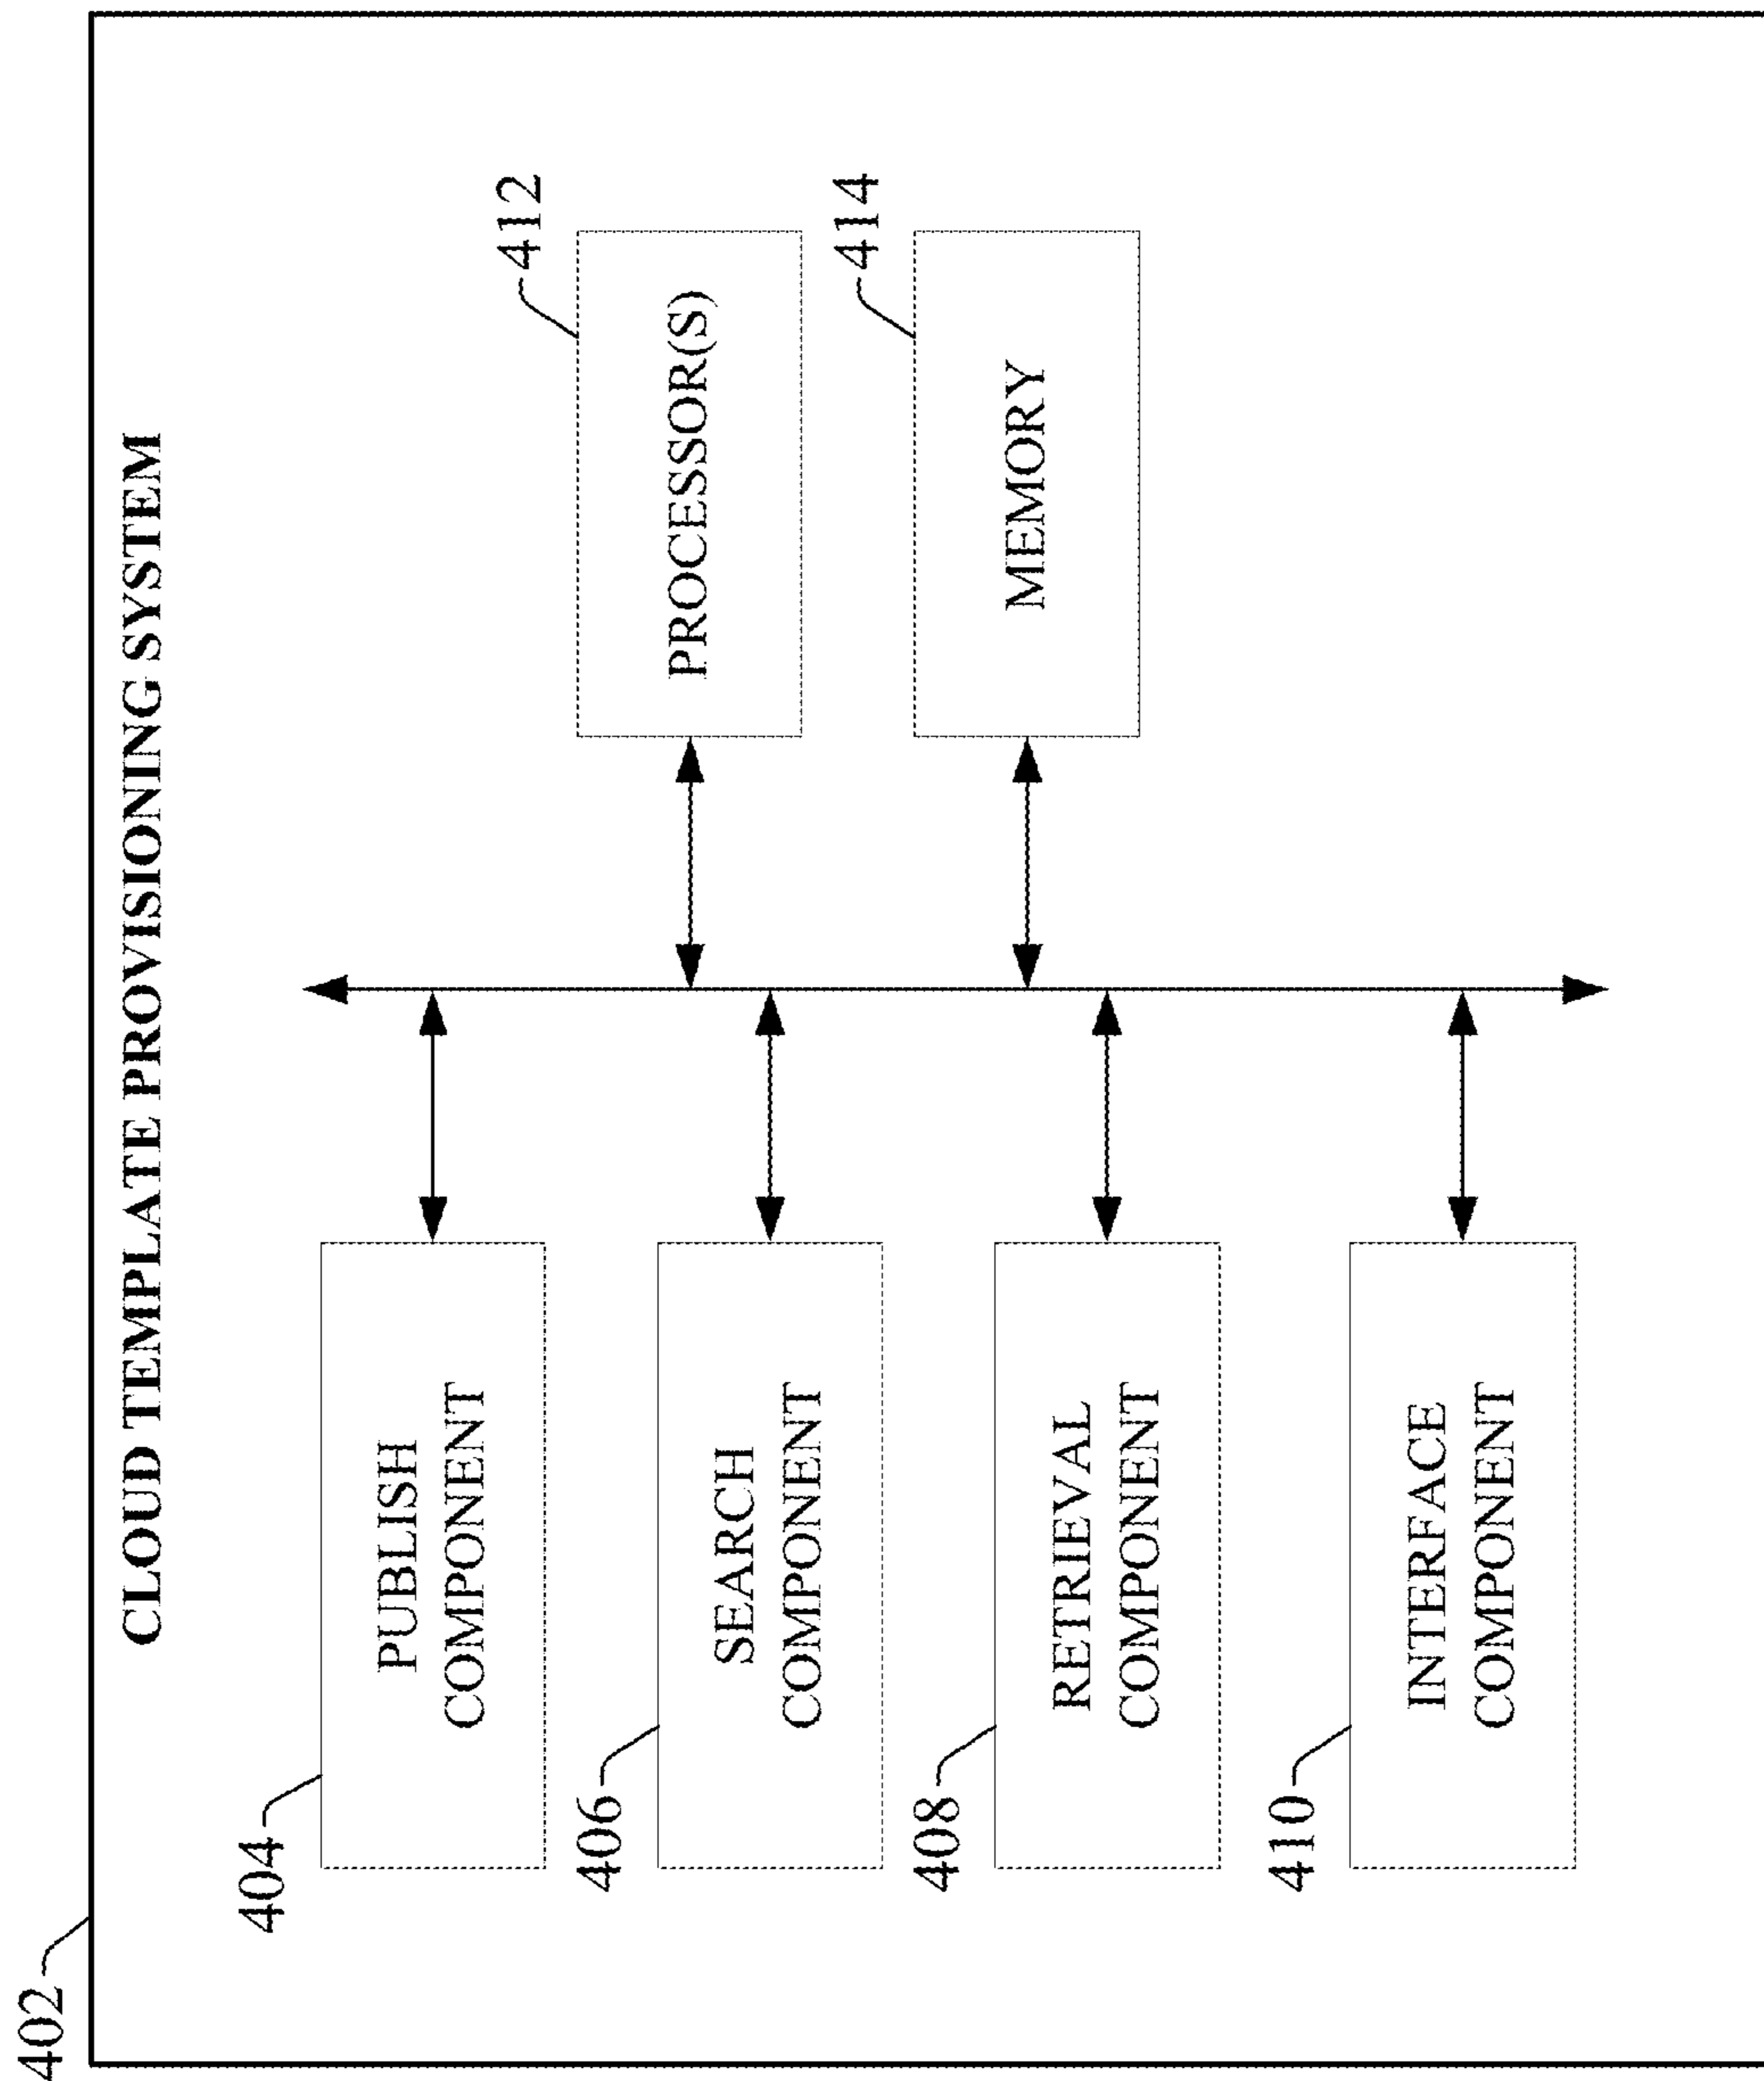 402
CLOUD TEMPLATE PROVISIONING SYSTEM
404
PUBLISH
COMPONENT
406
SEARCH
COMPONENT
408
RETRIEVAL
COMPONENT
410
INTERFACE
COMPONENT
412
PROCESSOR(S)
414
MEMORY